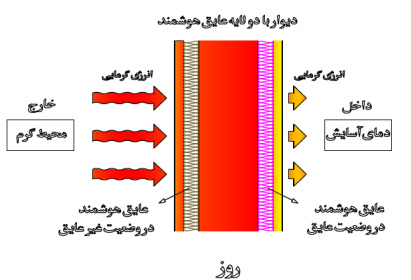 دیوار با دو لایه عایق هوشمند
انرژی گرمایی
انرژی گرمایی
خارج
داخل
محیط گرم
دمای آسایش
عایق هوشمند
در وضعیت غیر عایق
عایق هوشمند
در وضعیت عایق
روز